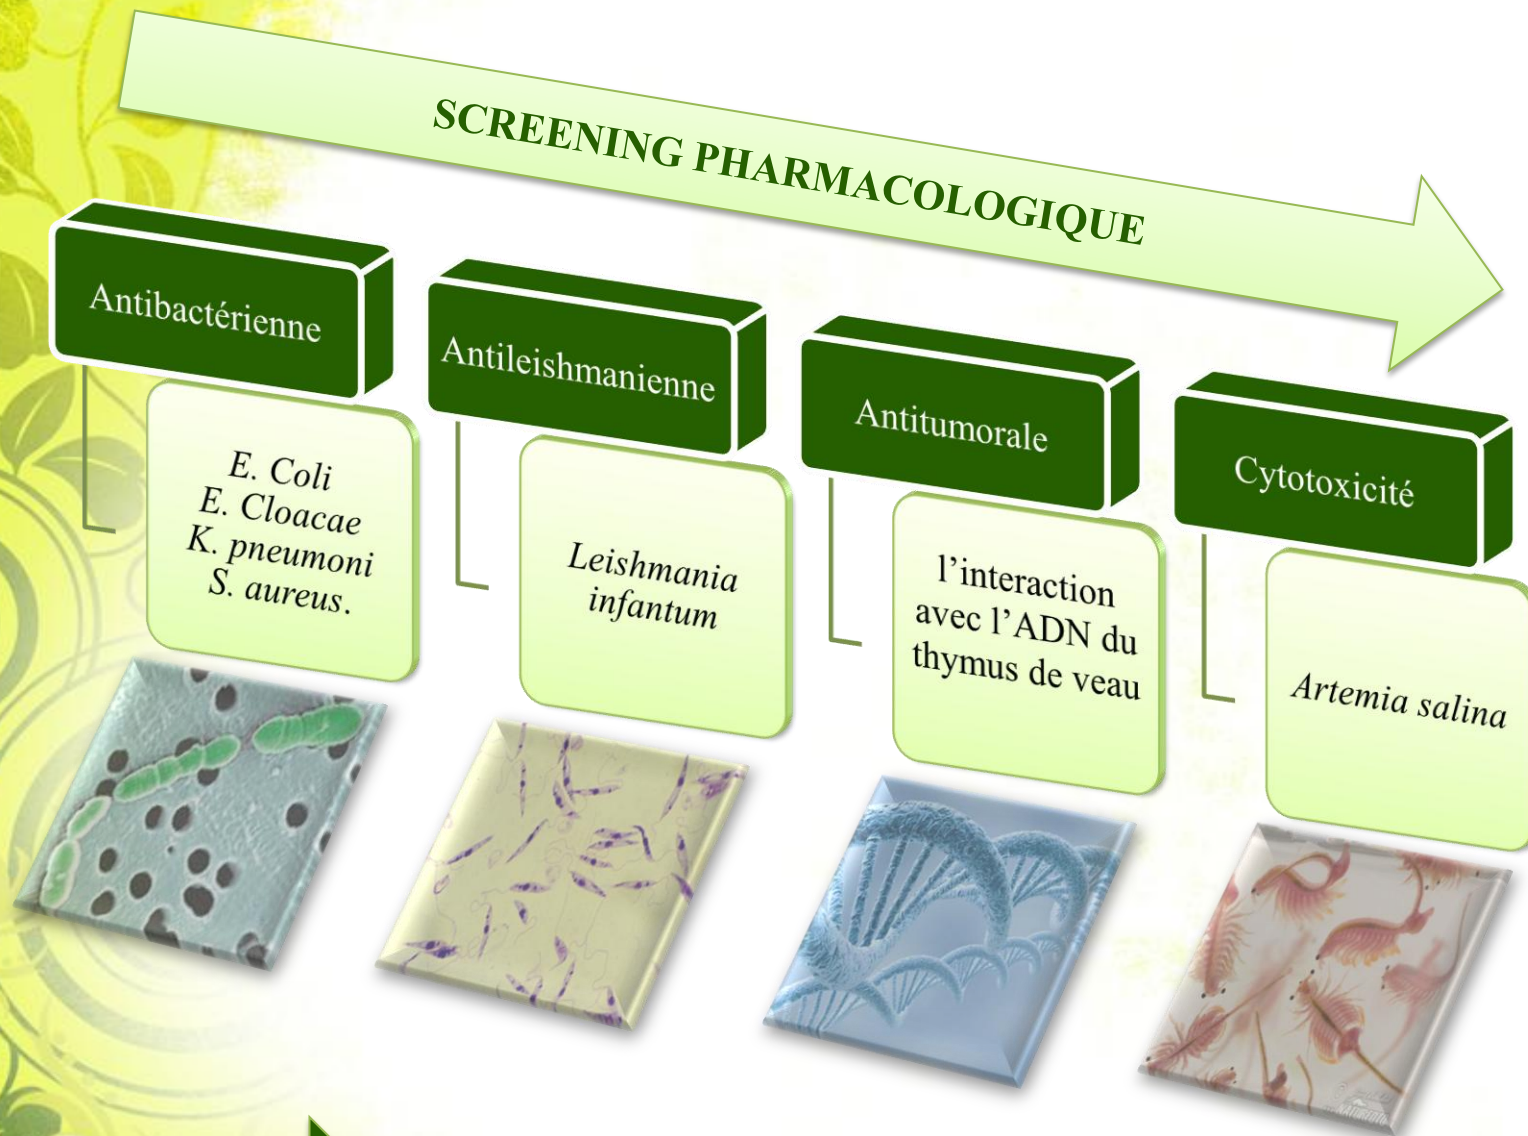 SCREENING PHARMACOLOGIQUE
Antibactérienne
E. Coli
E. Cloacae
K. pneumoni
S. aureus.
Antileishmanienne
Leishmania
infantum
Antitumorale
l’interaction
avec l’ADN du
thymus de veau
Cytotoxicité
Artemia salina